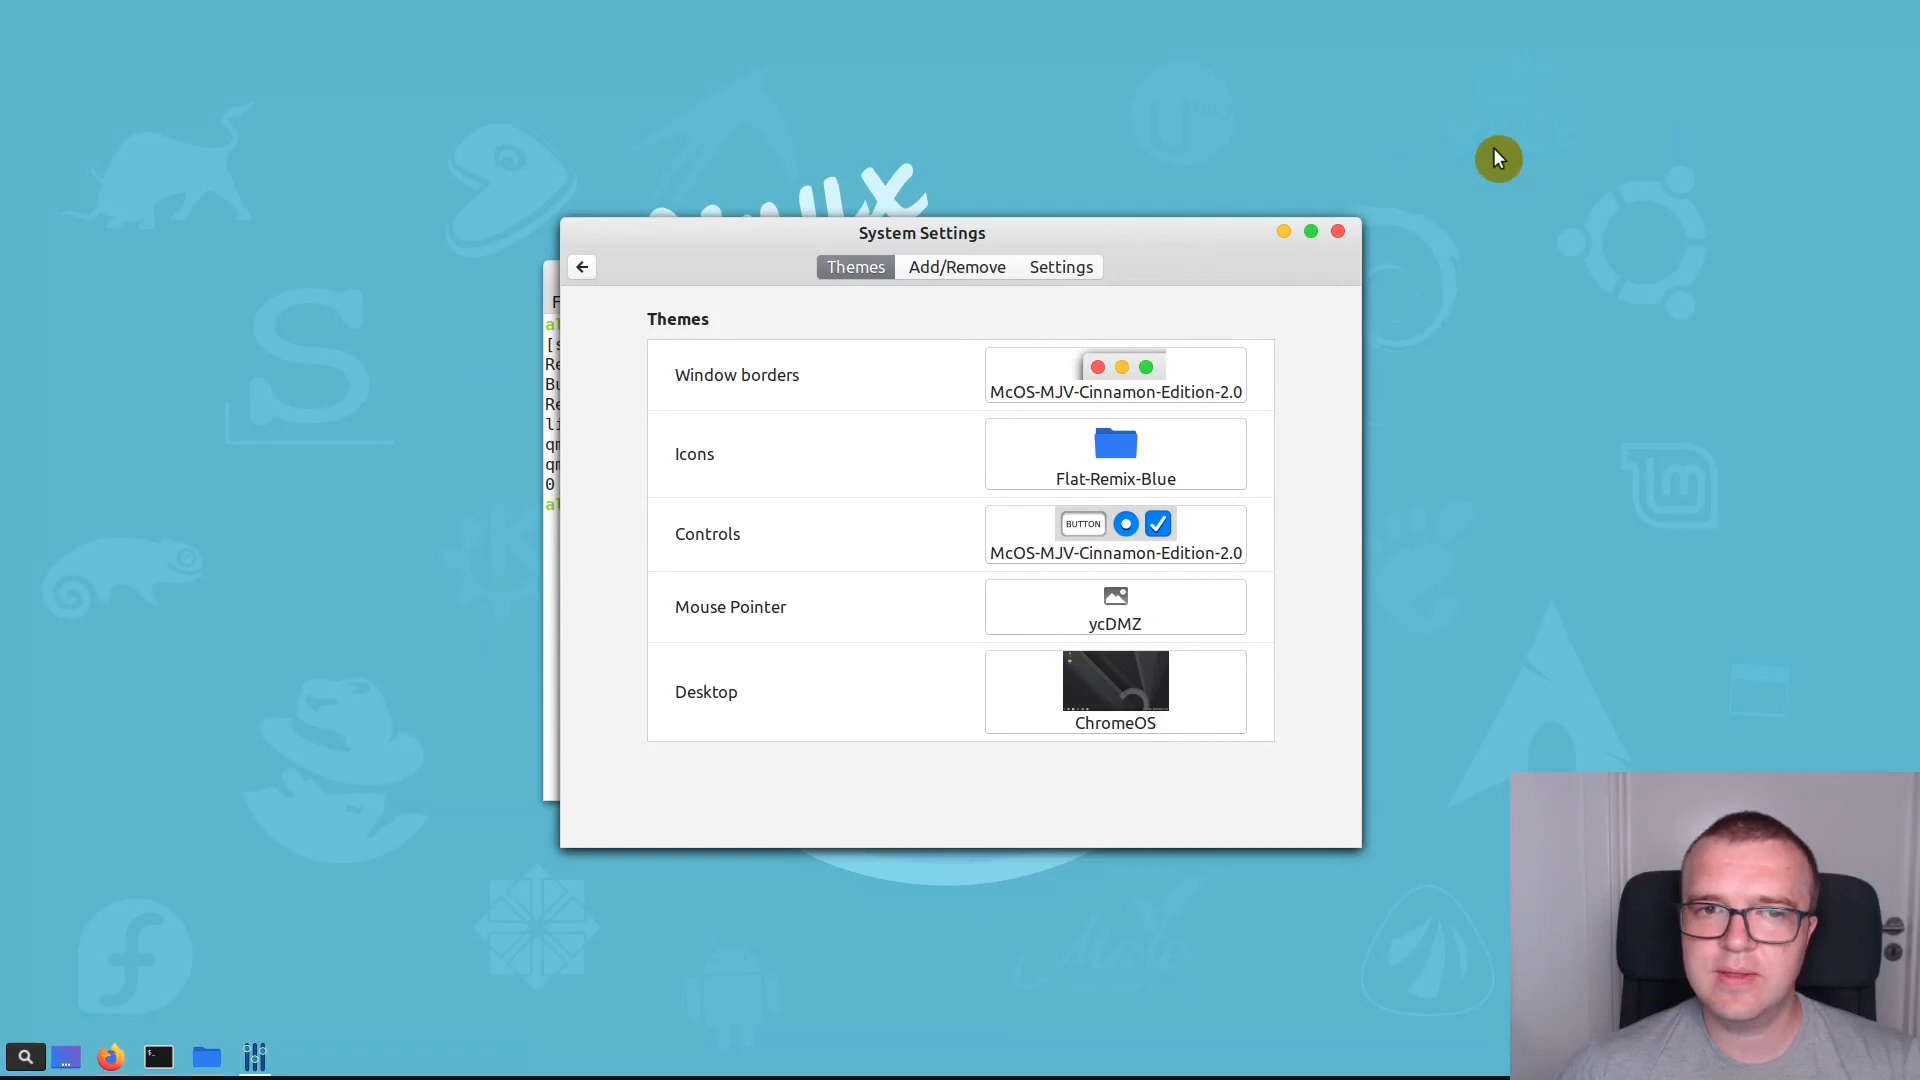 System Settings
Themes
Add/Remove
Settings
Themes
Window borders
McOS-MJV-Cinnamon-Edition-2.0
Icons
Flat-Remix-Blue
Controls
BUTTON
McOS-MJV-Cinnamon-Edition-2.0
Mouse Pointer
ycDMZ
Desktop
ChromeOS